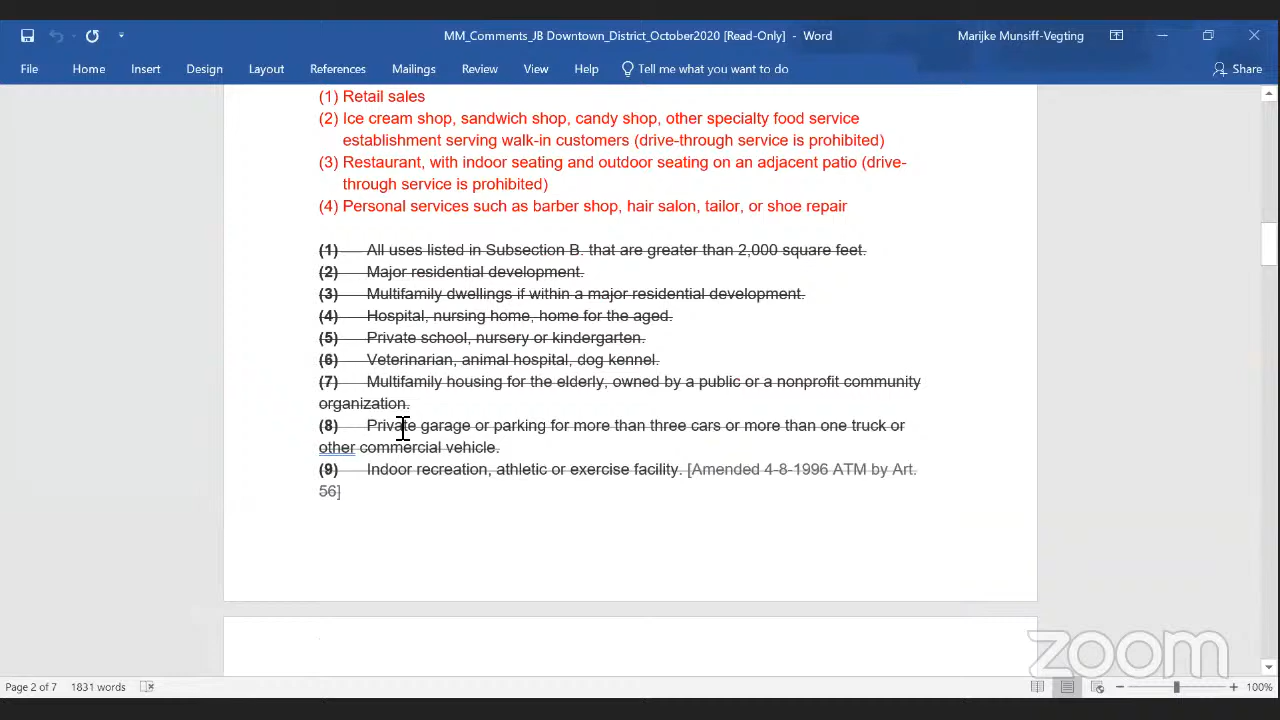 MM_Comments_JB Downtown_District_October2020 [Read-Only] - Word
Marijke Munsiff-Vegting
File Home Insert Design Layout References Mailings Review View Help Tell me what you want to do Share
(1) Retail sales
(2) Ice cream shop, sandwich shop, candy shop, other specialty food service
establishment serving walk-in customers (drive-through service is prohibited)
(3) Restaurant, with indoor seating and outdoor seating on an adjacent patio (drive-
through service is prohibited)
(4) Personal services such as barber shop, hair salon, tailor, or shoe repair
(1) All uses listed in Subsection B. that are greater than 2,000 square feet.
(2) Major residential development.
(3) Multifamily dwellings if within a major residential development.
(4) Hospital, nursing home, home for the aged.
(5) Private school, nursery or kindergarten.
(6) Veterinarian, animal hospital, dog kennel.
(7) Multifamily housing for the elderly, owned by a public or a nonprofit community
organization.
(8) Private garage or parking for more than three cars or more than one truck or
other commercial vehicle.
(9) Indoor recreation, athletic or exercise facility. [Amended 4-8-1996 ATM by Art.
56]
zoom
Page 2 of 7 1831 words 100%